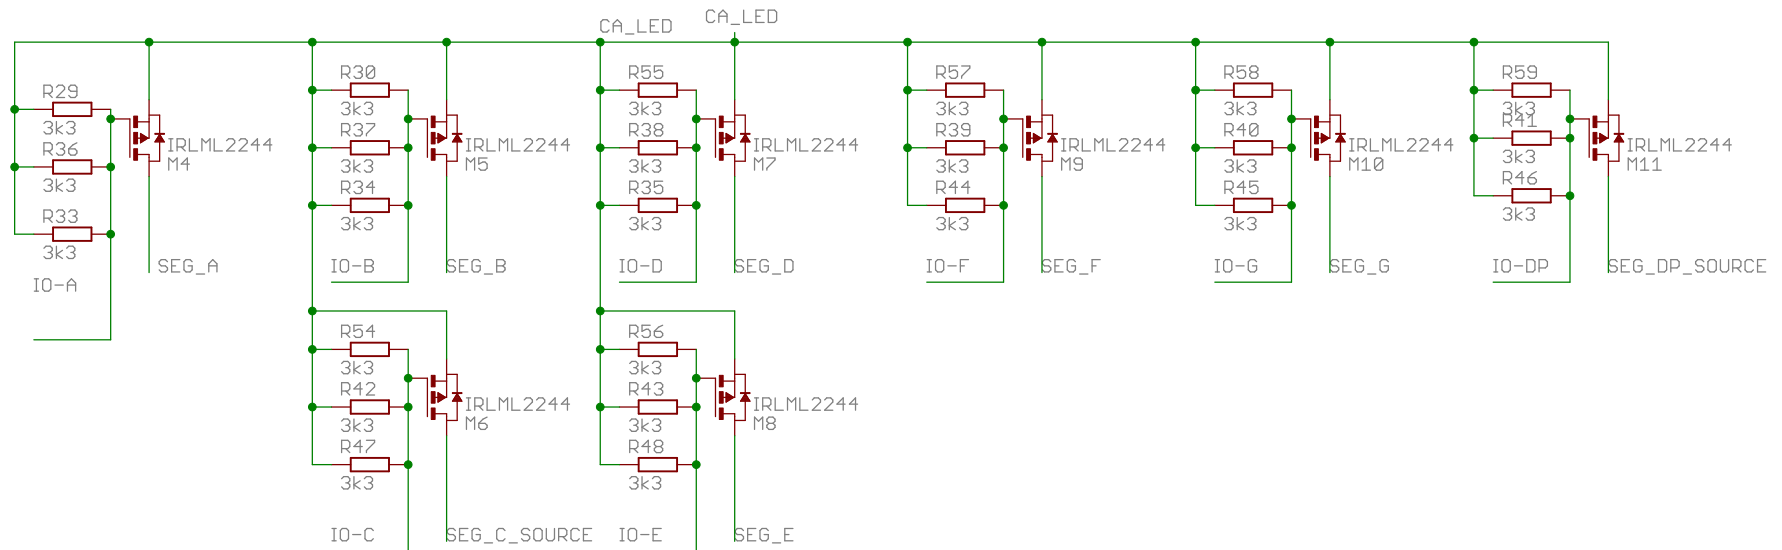 CA_LED
CA_LED
R29
3k3
R36
3k3
R33
3k3
IRLML2244
M4
IO-A
SEG_A
R30
3k3
R37
3k3
R34
3k3
IRLML2244
M5
IO-B
SEG_B
R54
3k3
R42
3k3
R47
3k3
IRLML2244
M6
IO-C
SEG_C_SOURCE
R55
3k3
R38
3k3
R35
3k3
IRLML2244
M7
IO-D
SEG_D
R56
3k3
R43
3k3
R48
3k3
IRLML2244
M8
IO-E
SEG_E
R57
3k3
R39
3k3
R44
3k3
IRLML2244
M9
IO-F
SEG_F
R58
3k3
R40
3k3
R45
3k3
IRLML2244
M10
IO-G
SEG_G
R59
3k3
R41
3k3
R46
3k3
IRLML2244
M11
IO-DP
SEG_DP_SOURCE